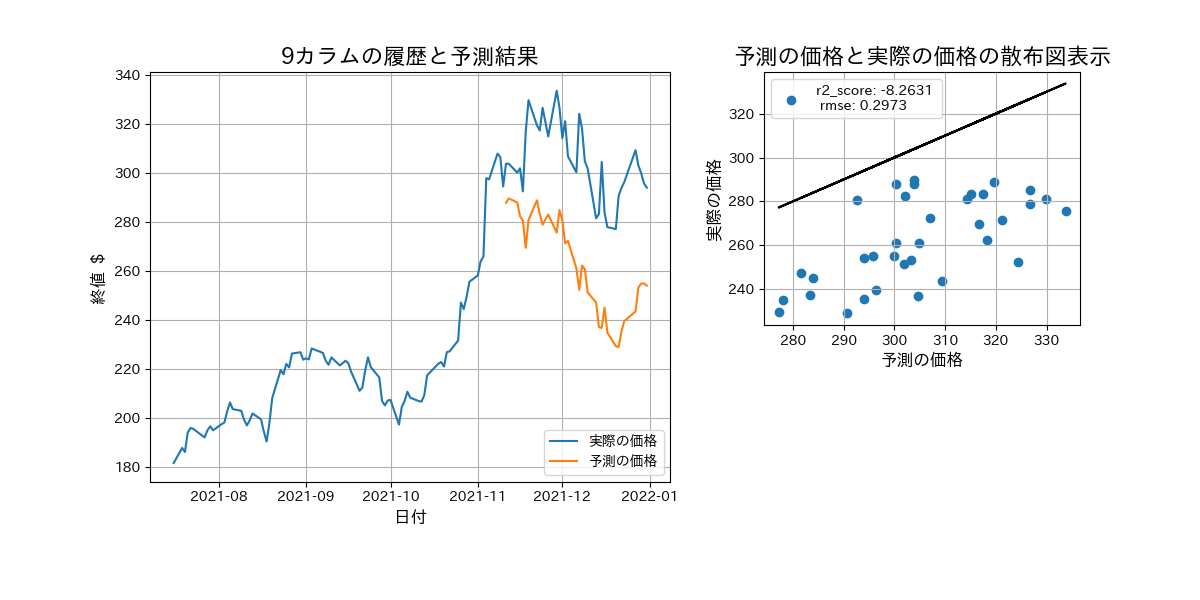 9カラムの履歴と予測結果
340
320
300
280
260
240
220
200
180
終値 $
2021-08
2021-09
2021-10
2021-11
2021-12
2022-01
日付
実際の価格
予測の価格
予測の価格と実際の価格の散布図表示
r2_score: -8.2631
rmse: 0.2973
320
300
280
260
240
実際の価格
280
290
300
310
320
330
予測の価格